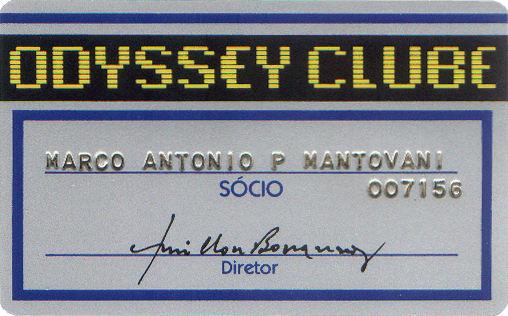 ODYSSEY CLUBE
MARCO ANTONIO P MANTOVANI
SÓCIO 007156
Diretor